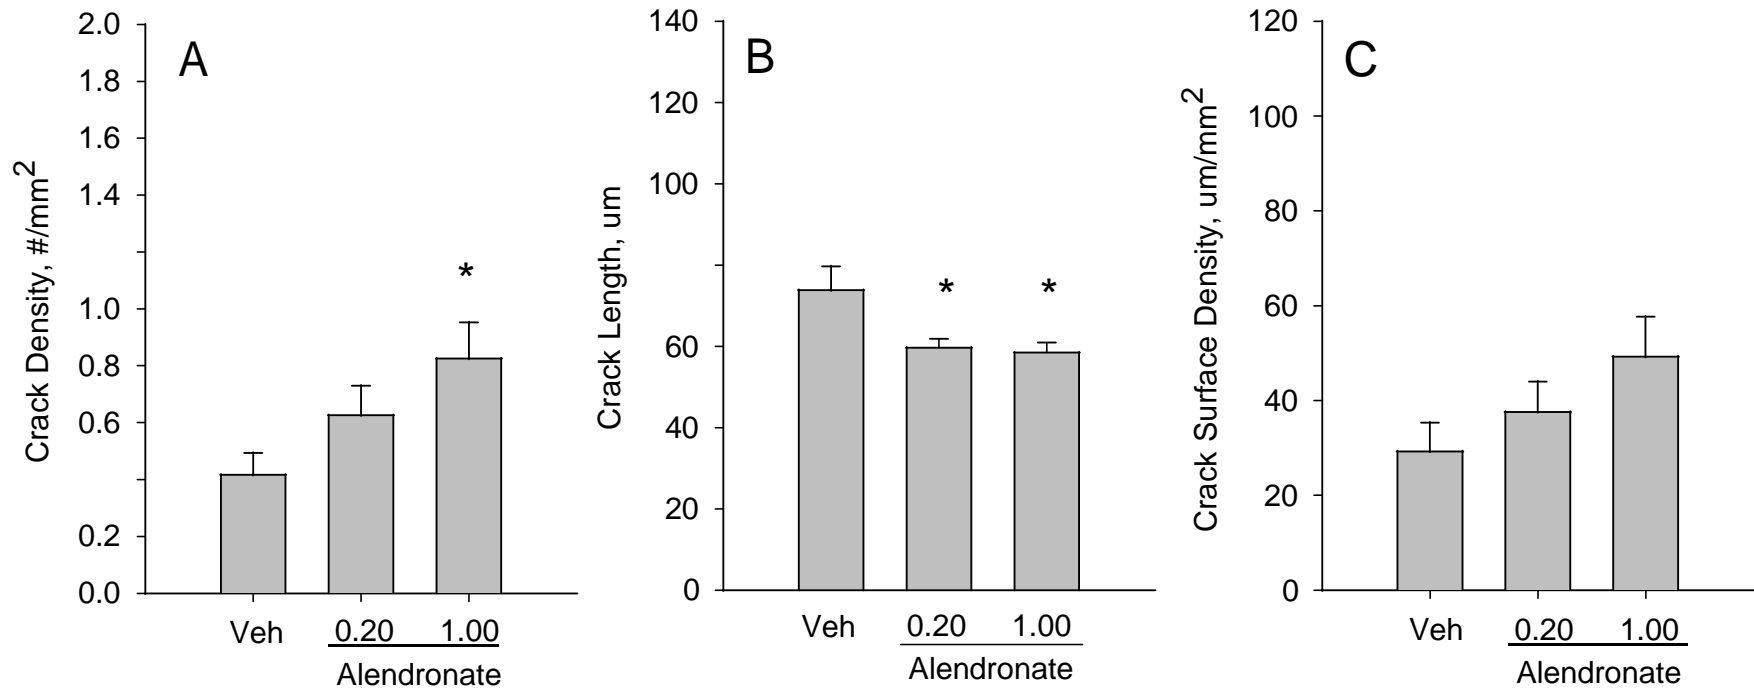 A
Crack Density, #/mm2
2.0
1.8
1.6
1.4
1.0
0.8
0.6
0.2
0.0
*
Veh 0.20 1.00
Alendronate
B
Crack Length, um
140
120
100
60
40
20
0
* *
Veh 0.20 1.00
Alendronate
C
Crack Surface Density, um/mm2
120
100
80
60
40
20
0
Veh 0.20 1.00
Alendronate